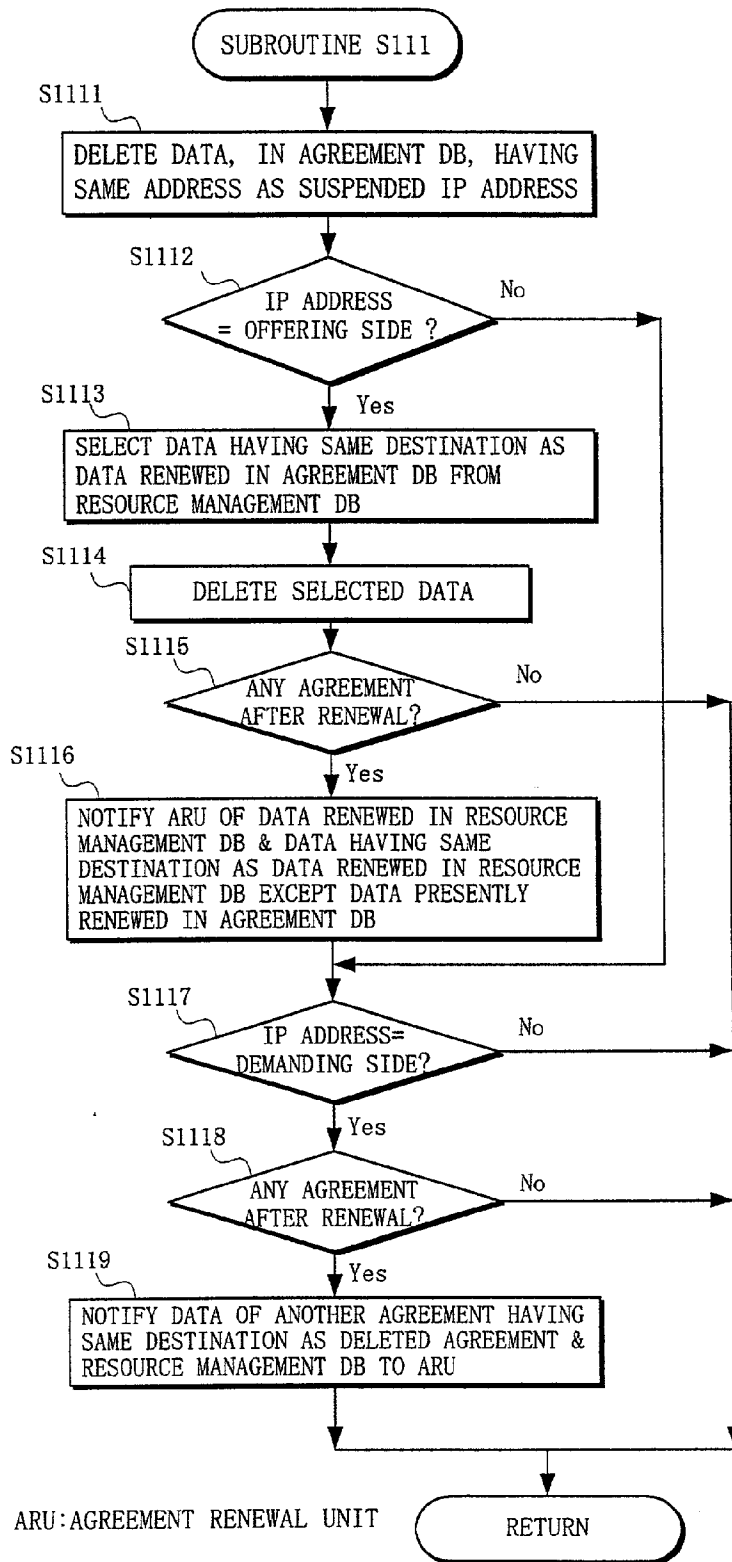 SUBROUTINE S111
S1111
DELETE DATA, IN AGREEMENT DB, HAVING
SAME ADDRESS AS SUSPENDED IP ADDRESS
S1112
IP ADDRESS
= OFFERING SIDE ?
No
Yes
S1113
SELECT DATA HAVING SAME DESTINATION AS
DATA RENEWED IN AGREEMENT DB FROM
RESOURCE MANAGEMENT DB
S1114
DELETE SELECTED DATA
S1115
ANY AGREEMENT
AFTER RENEWAL?
No
Yes
S1116
NOTIFY ARU OF DATA RENEWED IN RESOURCE
MANAGEMENT DB & DATA HAVING SAME
DESTINATION AS DATA RENEWED IN RESOURCE
MANAGEMENT DB EXCEPT DATA PRESENTLY
RENEWED IN AGREEMENT DB
S1117
IP ADDRESS=
DEMANDING SIDE?
No
Yes
S1118
ANY AGREEMENT
AFTER RENEWAL?
No
Yes
S1119
NOTIFY DATA OF ANOTHER AGREEMENT HAVING
SAME DESTINATION AS DELETED AGREEMENT &
RESOURCE MANAGEMENT DB TO ARU
ARU:AGREEMENT RENEWAL UNIT
RETURN